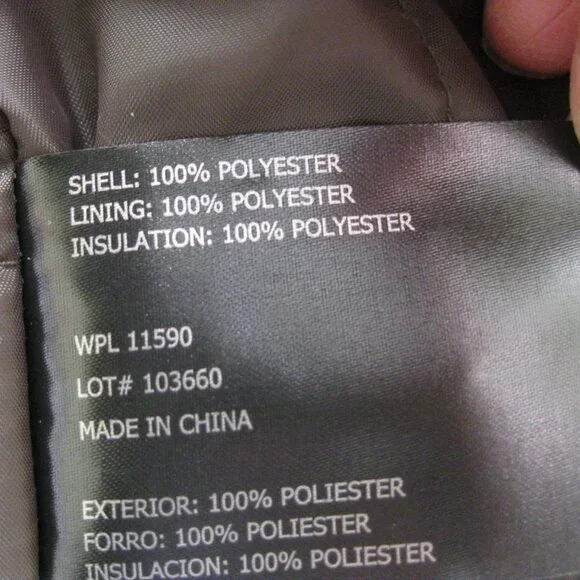 SHELL: 100% POLYESTER
LINING: 100% POLYESTER
INSULATION: 100% POLYESTER
WPL 11590
LOT# 103660
MADE IN CHINA
EXTERIOR: 100% POLIESTER
FORRO: 100% POLIESTER
INSULACION: 100% POLIESTER